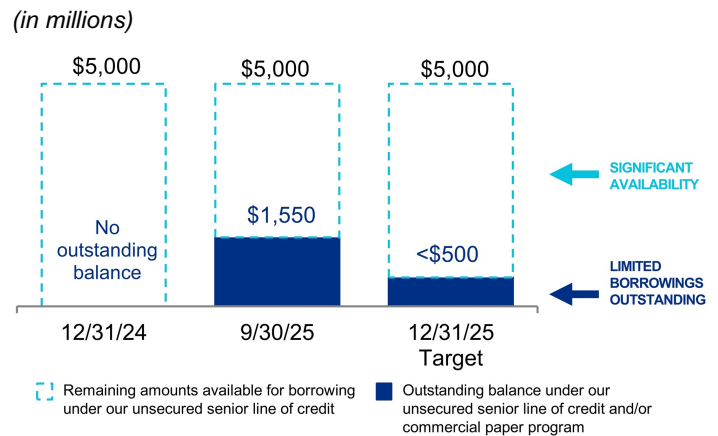 (in millions)
$5,000
$5,000
$5,000
SIGNIFICANT
AVAILABILITY
No
outstanding
balance
$1,550
<$500
LIMITED
BORROWINGS
OUTSTANDING
12/31/24
9/30/25
12/31/25
Target
Remaining amounts available for borrowing
under our unsecured senior line of credit
Outstanding balance under our
unsecured senior line of credit and/or
commercial paper program